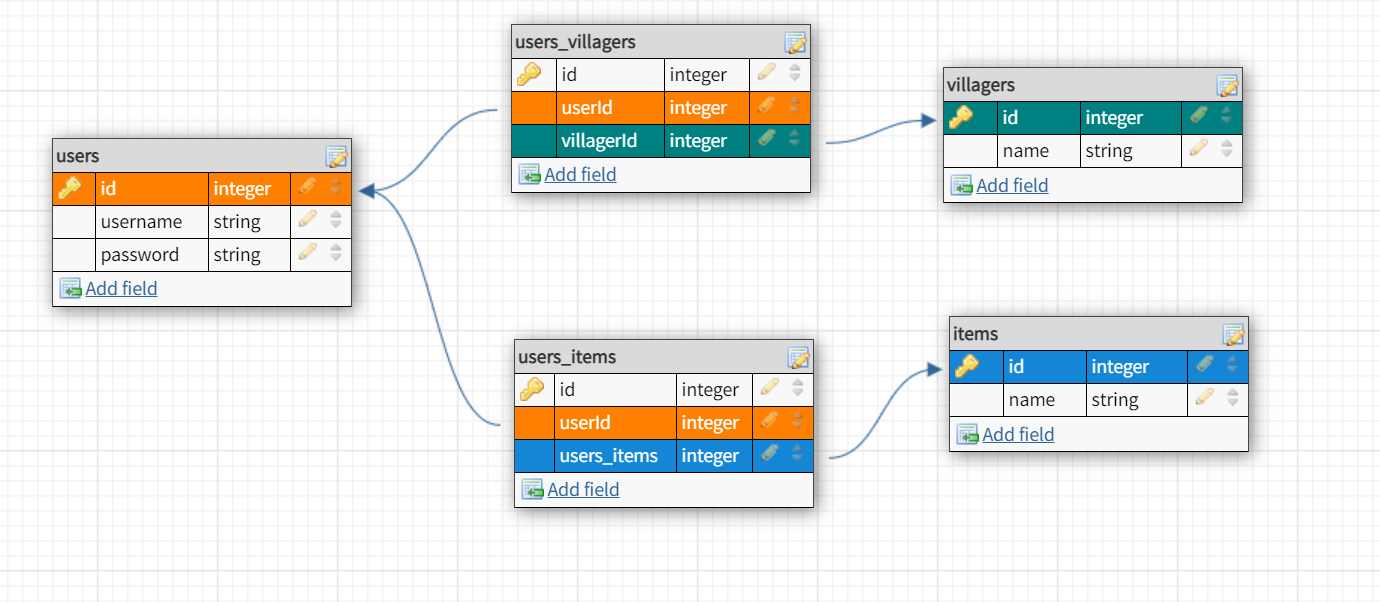 users
id integer
username string
password string
Add field
users_villagers
id integer
userId integer
villagerId integer
Add field
villagers
id integer
name string
Add field
users_items
id integer
userId integer
users_items integer
Add field
items
id integer
name string
Add field